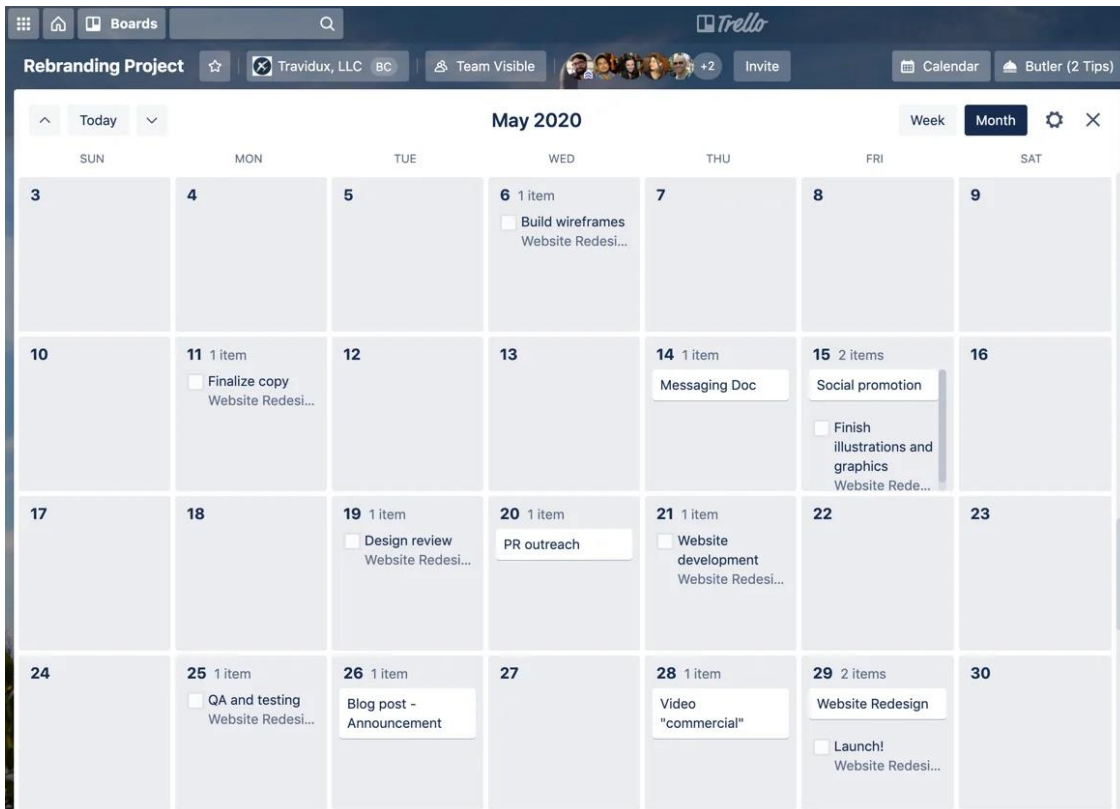 Boards
Trello
Rebranding Project
Travidux, LLC BC
Team Visible
+2
Invite
Calendar
Butler (2 Tips)
Today
May 2020
Week
Month
SUN MON TUE WED THU FRI SAT
3
4
5
6 1 item
Build wireframes
Website Redesi...
7
8
9
10
11 1 item
Finalize copy
Website Redesi...
12
13
14 1 item
Messaging Doc
15 2 items
Social promotion
Finish
illustrations and
graphics
Website Rede...
16
17
18
19 1 item
Design review
Website Redesi...
20 1 item
PR outreach
21 1 item
Website
development
Website Redesi...
22
23
24
25 1 item
QA and testing
Website Redesi...
26 1 item
Blog post -
Announcement
27
28 1 item
Video
"commercial"
29 2 items
Website Redesign
Launch!
Website Redesi...
30